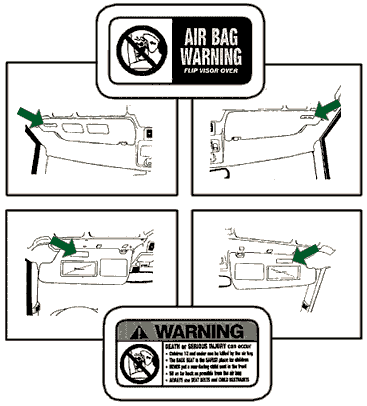 AIR BAG
WARNING
FLIP VISOR OVER
WARNING
DEATH or SERIOUS INJURY can occur
• Children 12 and under can be killed by the air bag
• The BACK SEAT is the SAFEST place for children
• NEVER put a rear-facing child seat in the front
• Sit as far back as possible from the air bag
• ALWAYS use SEAT BELTS and CHILD RESTRAINTS